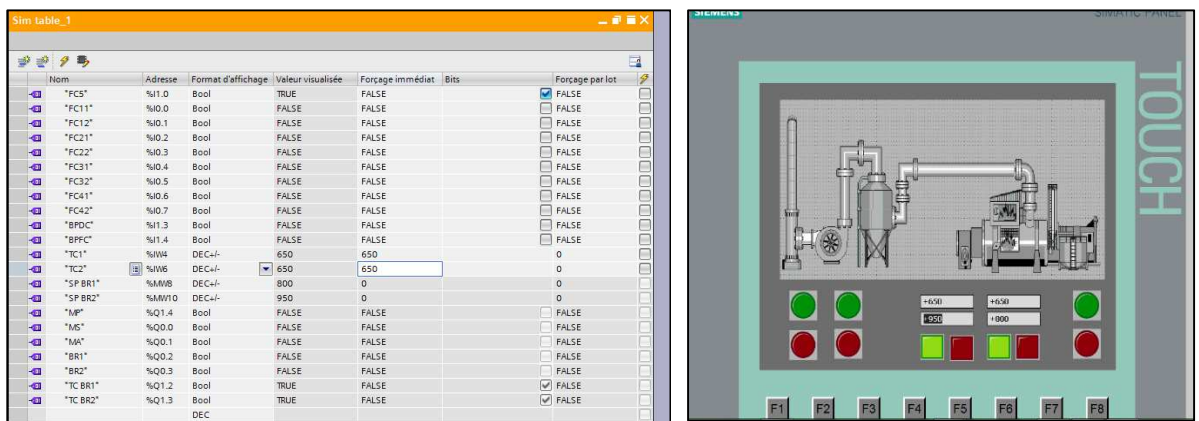 Sim table_1
Nom Adresse Format d'affichage Valeur visualisée Forçage immédiat Bits Forçage par lot
"FC5" %I1.0 Bool TRUE FALSE FALSE
"FC11" %I0.0 Bool FALSE FALSE FALSE
"FC12" %I0.1 Bool FALSE FALSE FALSE
"FC21" %I0.2 Bool FALSE FALSE FALSE
"FC22" %I0.3 Bool FALSE FALSE FALSE
"FC31" %I0.4 Bool FALSE FALSE FALSE
"FC32" %I0.5 Bool FALSE FALSE FALSE
"FC41" %I0.6 Bool FALSE FALSE FALSE
"FC42" %I0.7 Bool FALSE FALSE FALSE
"BPDC" %I1.3 Bool FALSE FALSE FALSE
"BPFC" %I1.4 Bool FALSE FALSE FALSE
"TC1" %IW4 DEC+/- 650 650 0
"TC2" %IW6 DEC+/- 650 650 0
"SP BR1" %MW8 DEC+/- 800 0 0
"SP BR2" %MW10 DEC+/- 950 0 0
"MP" %Q1.4 Bool FALSE FALSE FALSE
"MS" %Q0.0 Bool FALSE FALSE FALSE
"MA" %Q0.1 Bool FALSE FALSE FALSE
"BR1" %Q0.2 Bool FALSE FALSE FALSE
"BR2" %Q0.3 Bool FALSE FALSE FALSE
"TC BR1" %Q1.2 Bool TRUE FALSE FALSE
"TC BR2" %Q1.3 Bool TRUE FALSE FALSE
DEC
SIEMENS
SIMATIC PANEL
TOUCH
+650 +650
+950 +800
F1 F2 F3 F4 F5 F6 F7 F8